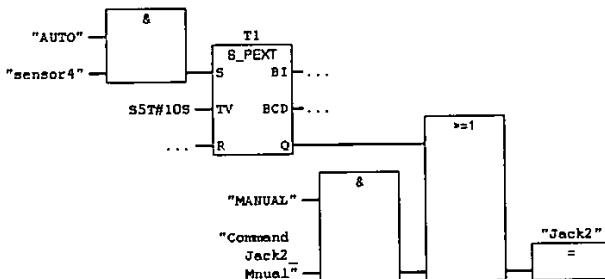 &
"AUTO"
"sensor4"
T1
S_PEXT
S
BI
...
S5T#10S
TV
BCD
...
...
R
Q
>=1
&
"MANUAL"
"Command
Jack2_
Mnual"
"Jack2"
=